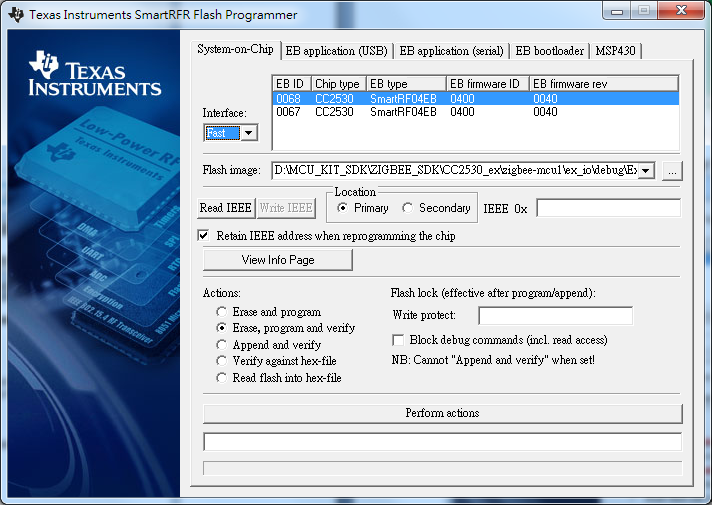 Texas Instruments SmartRFR Flash Programmer
TEXAS
INSTRUMENTS
Low-Power RF
Texas Instruments
DMA
UART
ADC
Encryption
IEEE 802.15.4 RF Transceiver
System-on-Chip EB application (USB) EB application (serial) EB bootloader MSP430
EB ID Chip type EB type EB firmware ID EB firmware rev
0068 CC2530 SmartRF04EB 0400 0040
0067 CC2530 SmartRF04EB 0400 0040
Interface:
Fast
Flash image: D:\MCU_KIT_SDK\ZIGBEE_SDK\CC2530_ex\zigbee-mcu1\ex_io\debug\Ex ...
Location
Read IEEE Write IEEE Primary Secondary IEEE 0x
Retain IEEE address when reprogramming the chip
View Info Page
Actions: Flash lock (effective after program/append):
Erase and program Write protect:
Erase, program and verify
Append and verify Block debug commands (incl. read access)
Verify against hex-file NB: Cannot "Append and verify" when set!
Read flash into hex-file
Perform actions